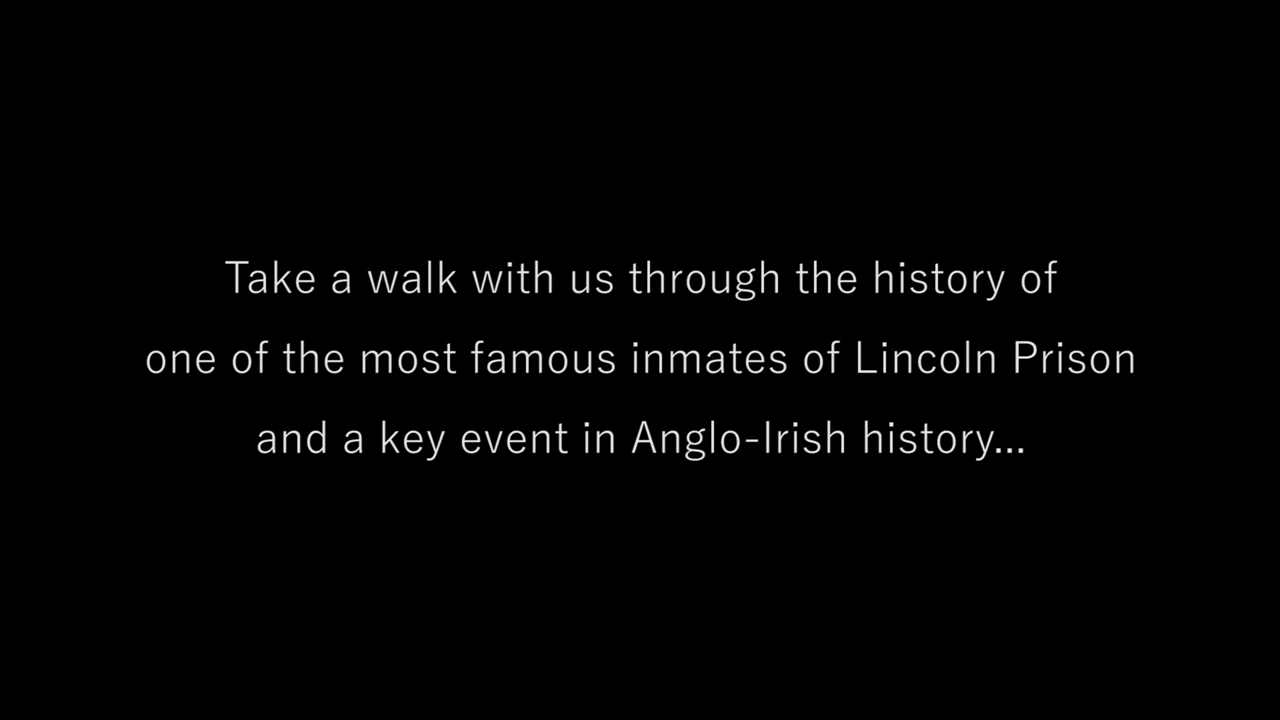 Take a walk with us through the history of
one of the most famous inmates of Lincoln Prison
and a key event in Anglo-Irish history...